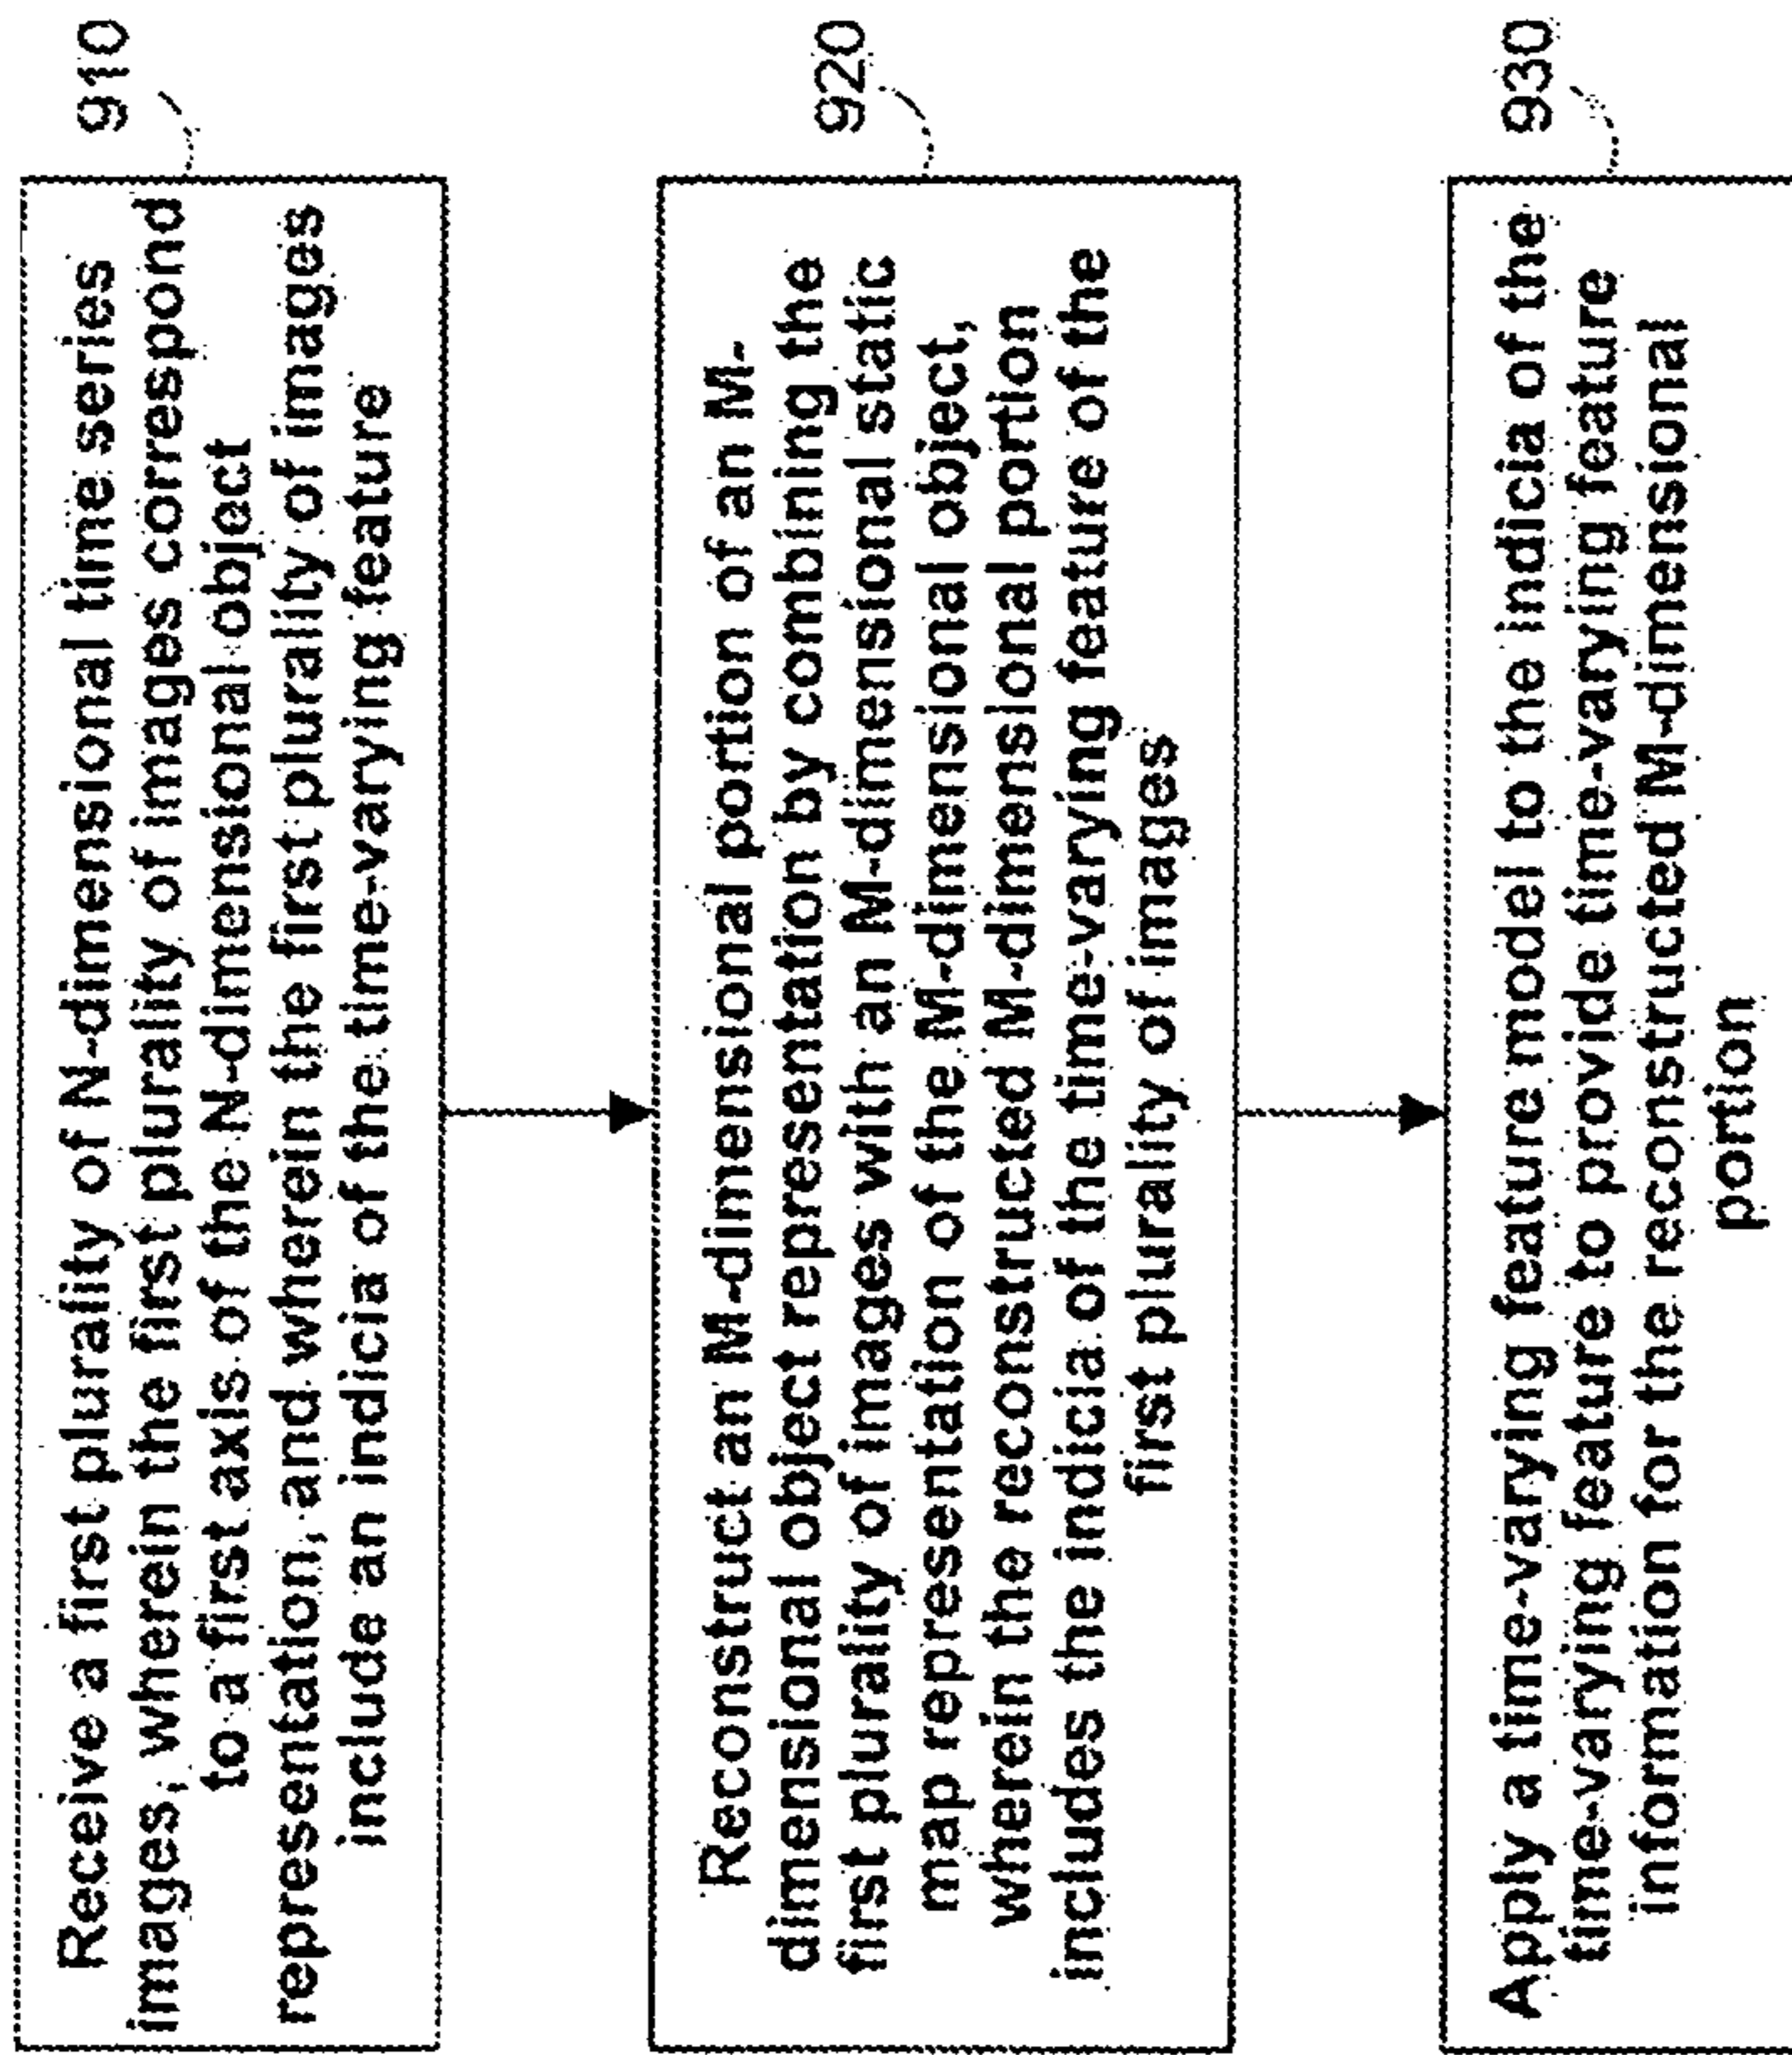 910
Receive a first plurality of N-dimensional time series
images, wherein the first plurality of images correspond
to a first axis of the N-dimensional object
representation, and wherein the first plurality of images
include an indicia of the time-varying feature
920
Reconstruct an M-dimensional portion of an M-
dimensional object representation by combining the
first plurality of images with an M-dimensional static
map representation of the M-dimensional object,
wherein the reconstructed M-dimensional portion
includes the indicia of the time-varying feature of the
first plurality of images
930
Apply a time-varying feature model to the indicia of the
time-varying feature to provide time-varying feature
information for the reconstructed M-dimensional
portion